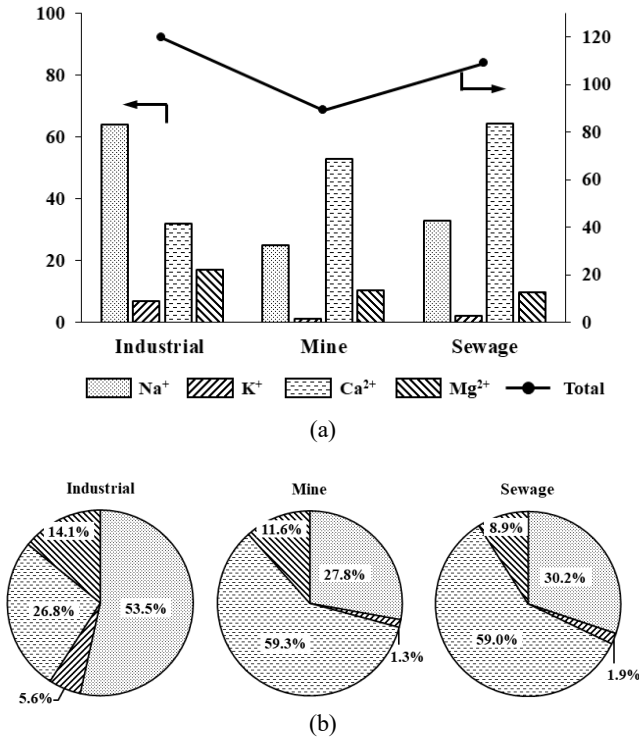 100
80
60
40
20
0
120
100
80
60
40
20
0
Industrial Mine Sewage
Na⁺ K⁺ Ca²⁺ Mg²⁺ Total
(a)
Industrial Mine Sewage
14.1% 11.6% 8.9%
53.5% 27.8% 30.2%
26.8% 59.3% 59.0%
5.6% 1.3% 1.9%
(b)